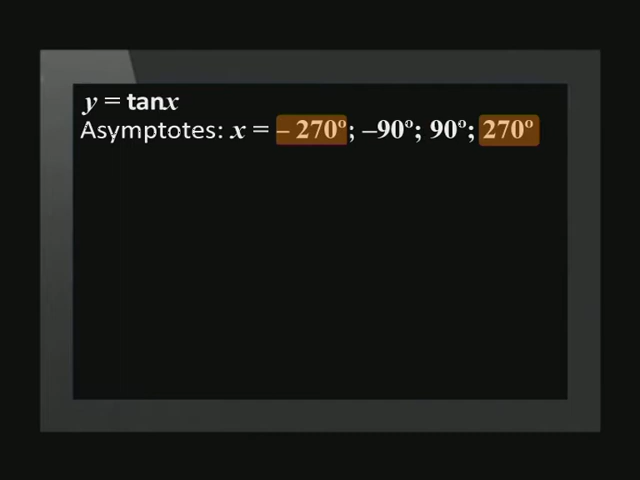 y = tanx
Asymptotes: x = – 270º; –90º; 90º; 270º